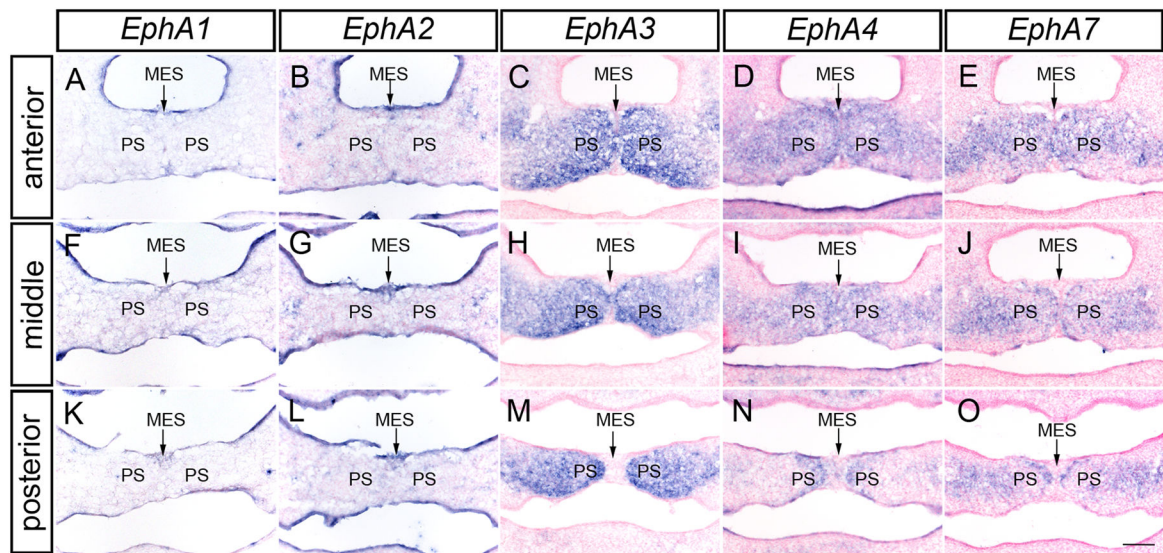 EphA1 EphA2 EphA3 EphA4 EphA7
anterior
A MES PS PS
B MES PS PS
C MES PS PS
D MES PS PS
E MES PS PS
middle
F MES PS PS
G MES PS PS
H MES PS PS
I MES PS PS
J MES PS PS
posterior
K MES PS PS
L MES PS PS
M MES PS PS
N MES PS PS
O MES PS PS